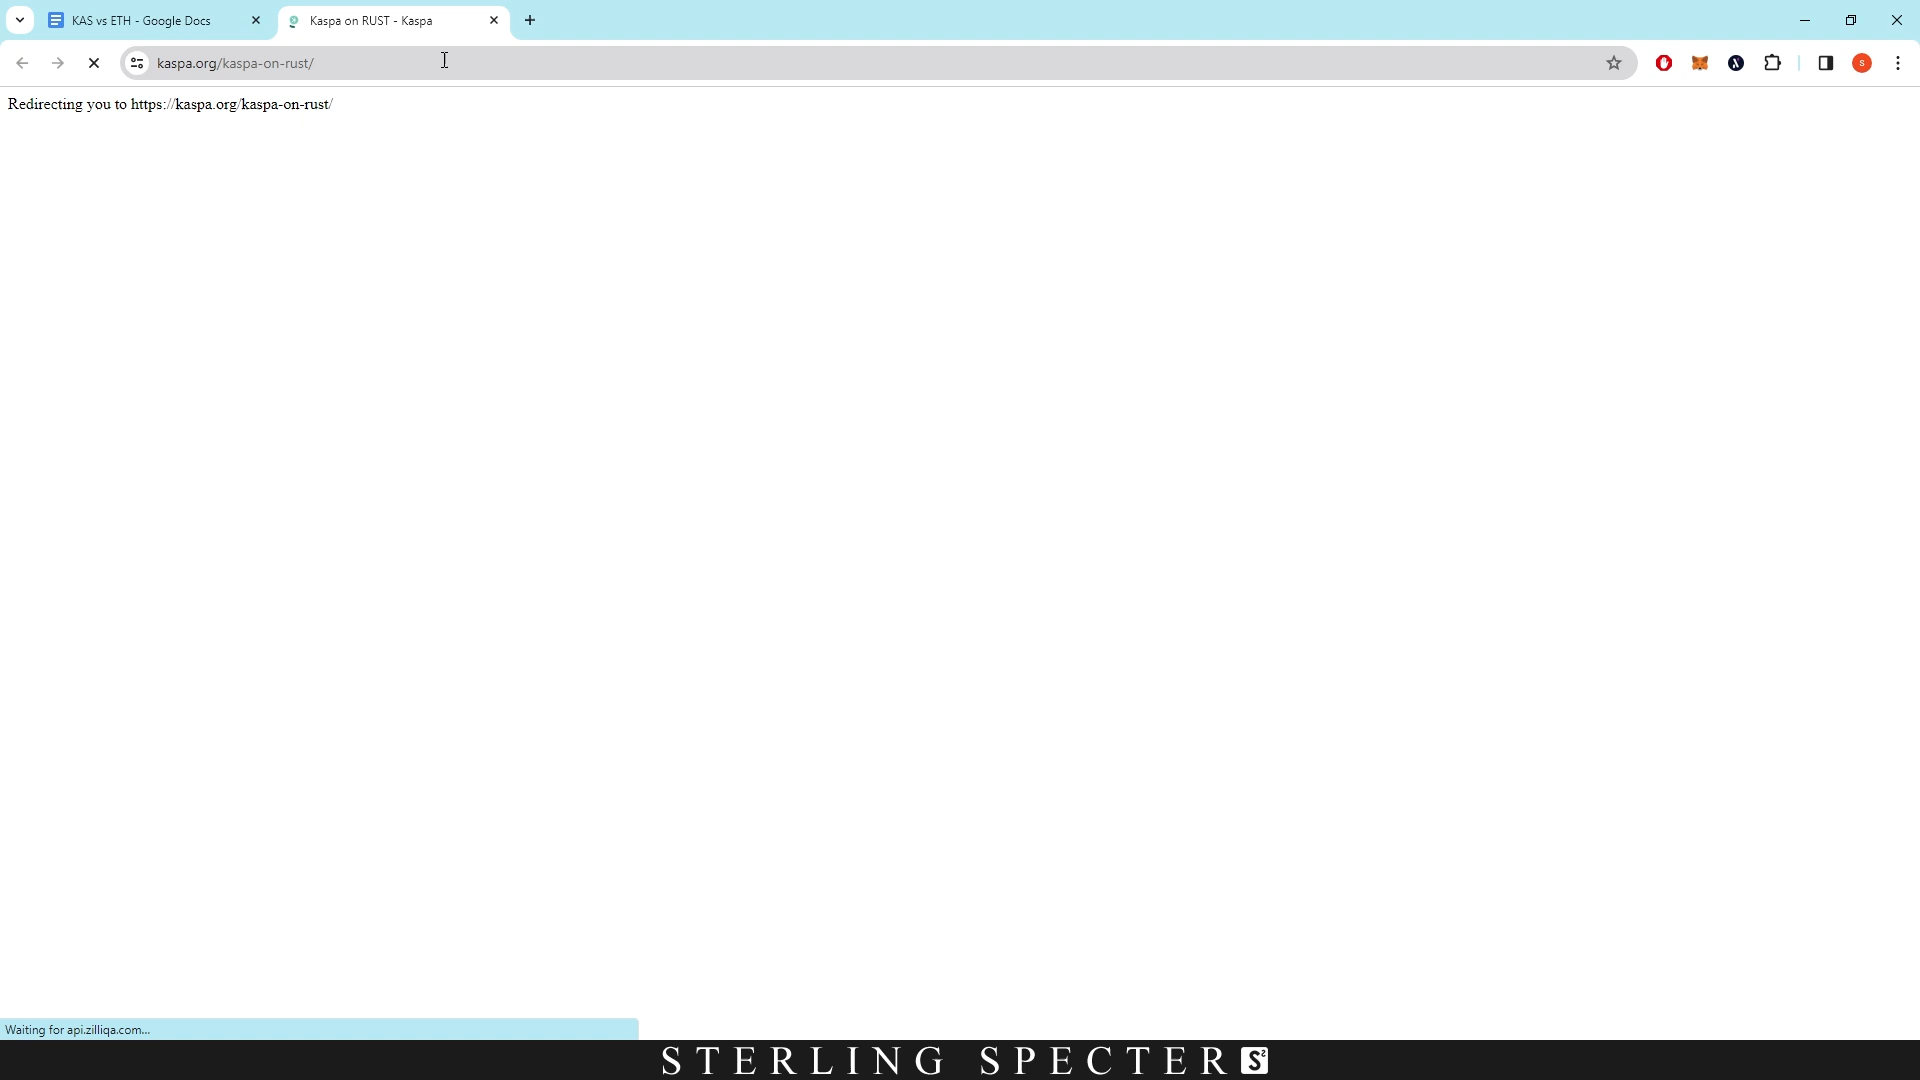 KAS vs ETH - Google Docs
Kaspa on RUST - Kaspa
kaspa.org/kaspa-on-rust/
S
Redirecting you to https://kaspa.org/kaspa-on-rust/
Waiting for api.zilliqa.com...
STERLING SPECTER S²